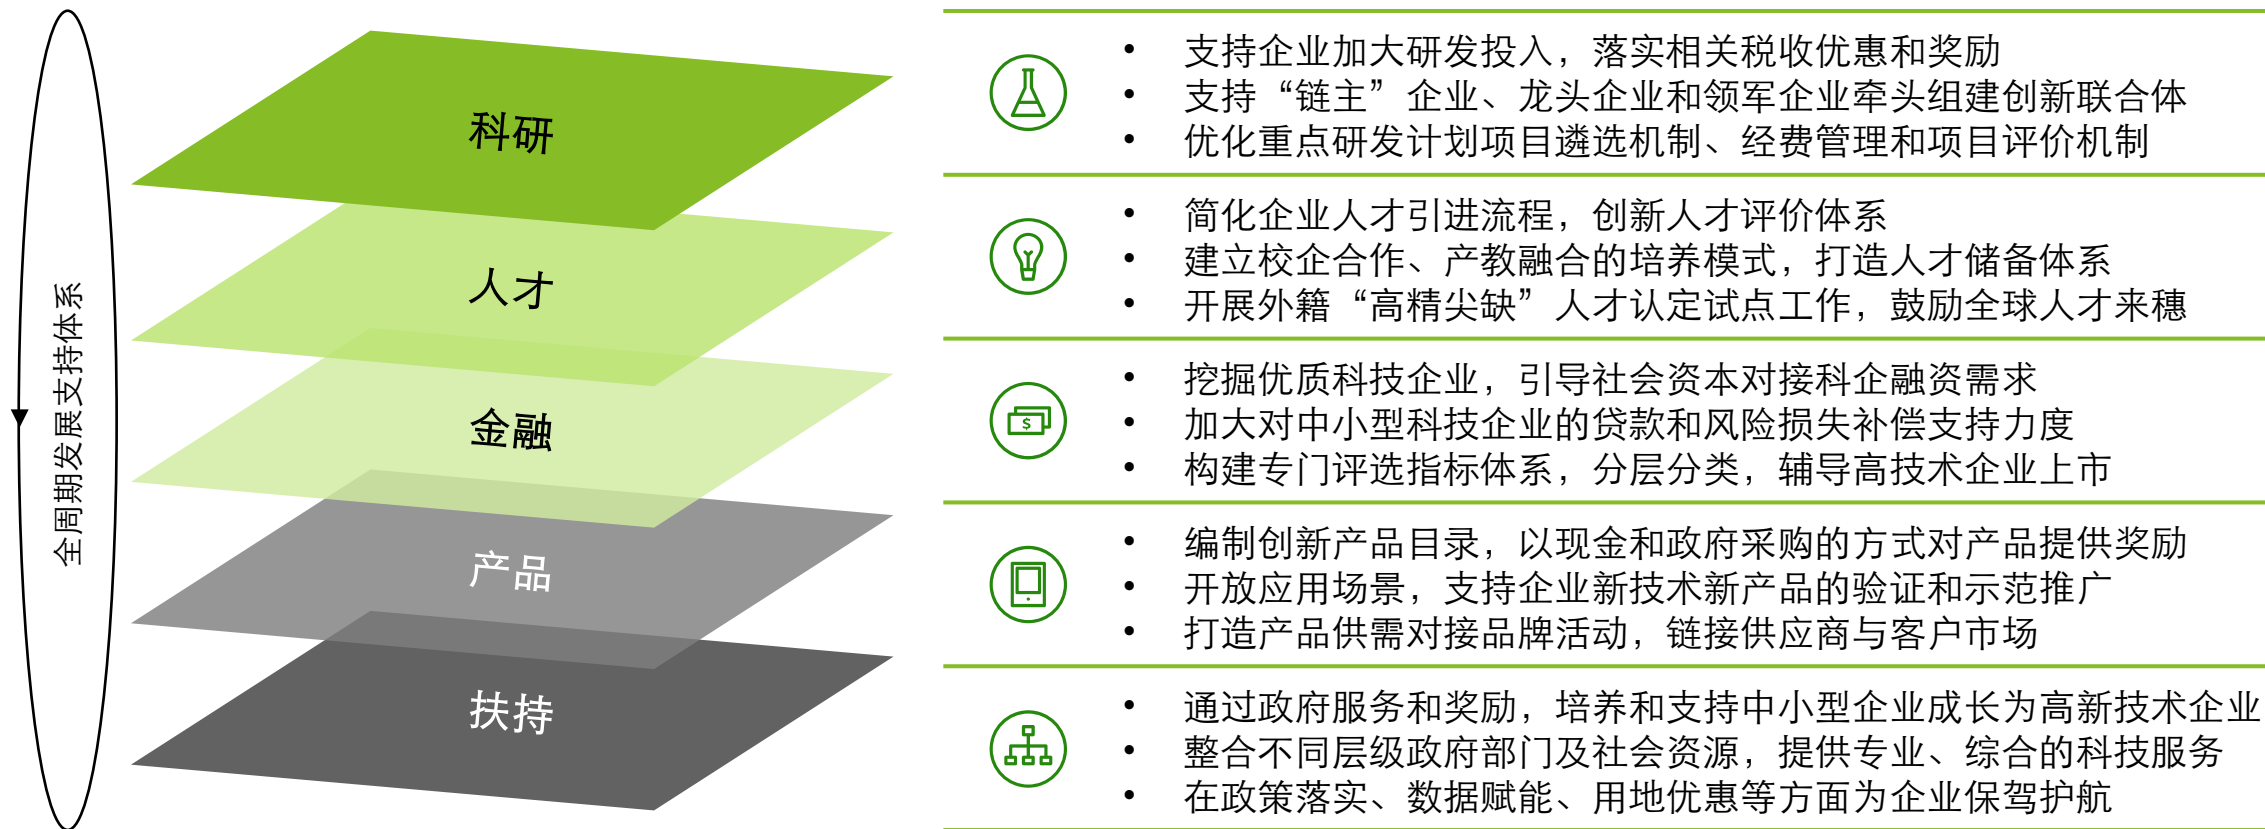 全周期发展支持体系
科研
• 支持企业加大研发投入，落实相关税收优惠和奖励
• 支持“链主”企业、龙头企业和领军企业牵头组建创新联合体
• 优化重点研发计划项目遴选机制、经费管理和项目评价机制
人才
• 简化企业人才引进流程，创新人才评价体系
• 建立校企合作、产教融合的培养模式，打造人才储备体系
• 开展外籍“高精尖缺”人才认定试点工作，鼓励全球人才来穗
金融
$
• 挖掘优质科技企业，引导社会资本对接科企融资需求
• 加大对中小型科技企业的贷款和风险损失补偿支持力度
• 构建专门评选指标体系，分层分类，辅导高技术企业上市
产品
• 编制创新产品目录，以现金和政府采购的方式对产品提供奖励
• 开放应用场景，支持企业新技术新产品的验证和示范推广
• 打造产品供需对接品牌活动，链接供应商与客户市场
扶持
• 通过政府服务和奖励，培养和支持中小型企业成长为高新技术企业
• 整合不同层级政府部门及社会资源，提供专业、综合的科技服务
• 在政策落实、数据赋能、用地优惠等方面为企业保驾护航